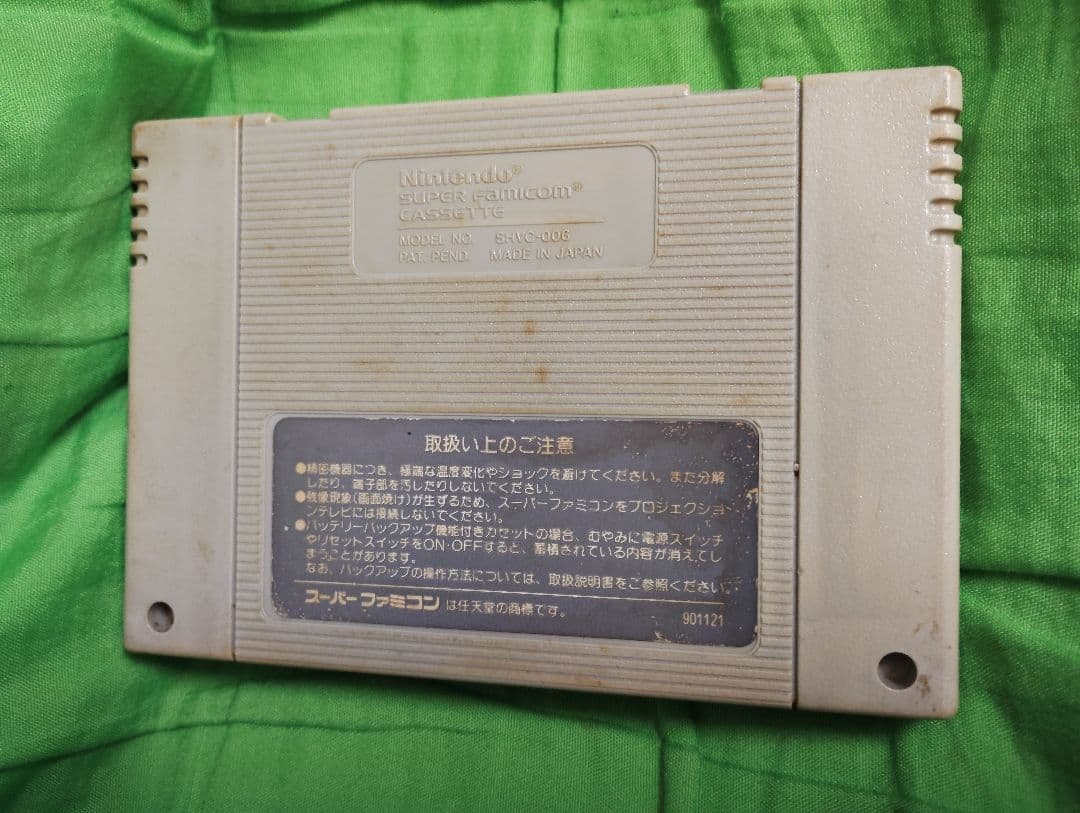 Nintendo®
SUPER Famicom®
CASSETTE
MODEL NO. SHVC-006
PAT. PEND. MADE IN JAPAN
取扱い上のご注意
●精密機器につき、極端な温度変化やショックを避けてください。また分解
したり、端子部を汚したりしないでください。
●残像現象(画面焼け)が生ずるため、スーパーファミコンをプロジェクショ
ンテレビには接続しないでください。
●バッテリーバックアップ機能付きカセットの場合、むやみに電源スイッチ
やリセットスイッチをON・OFFすると、蓄積されている内容が消えてし
まうことがあります。
なお、バックアップの操作方法については、取扱説明書をご参照ください。
スーパーファミコンは任天堂の商標です。
901121